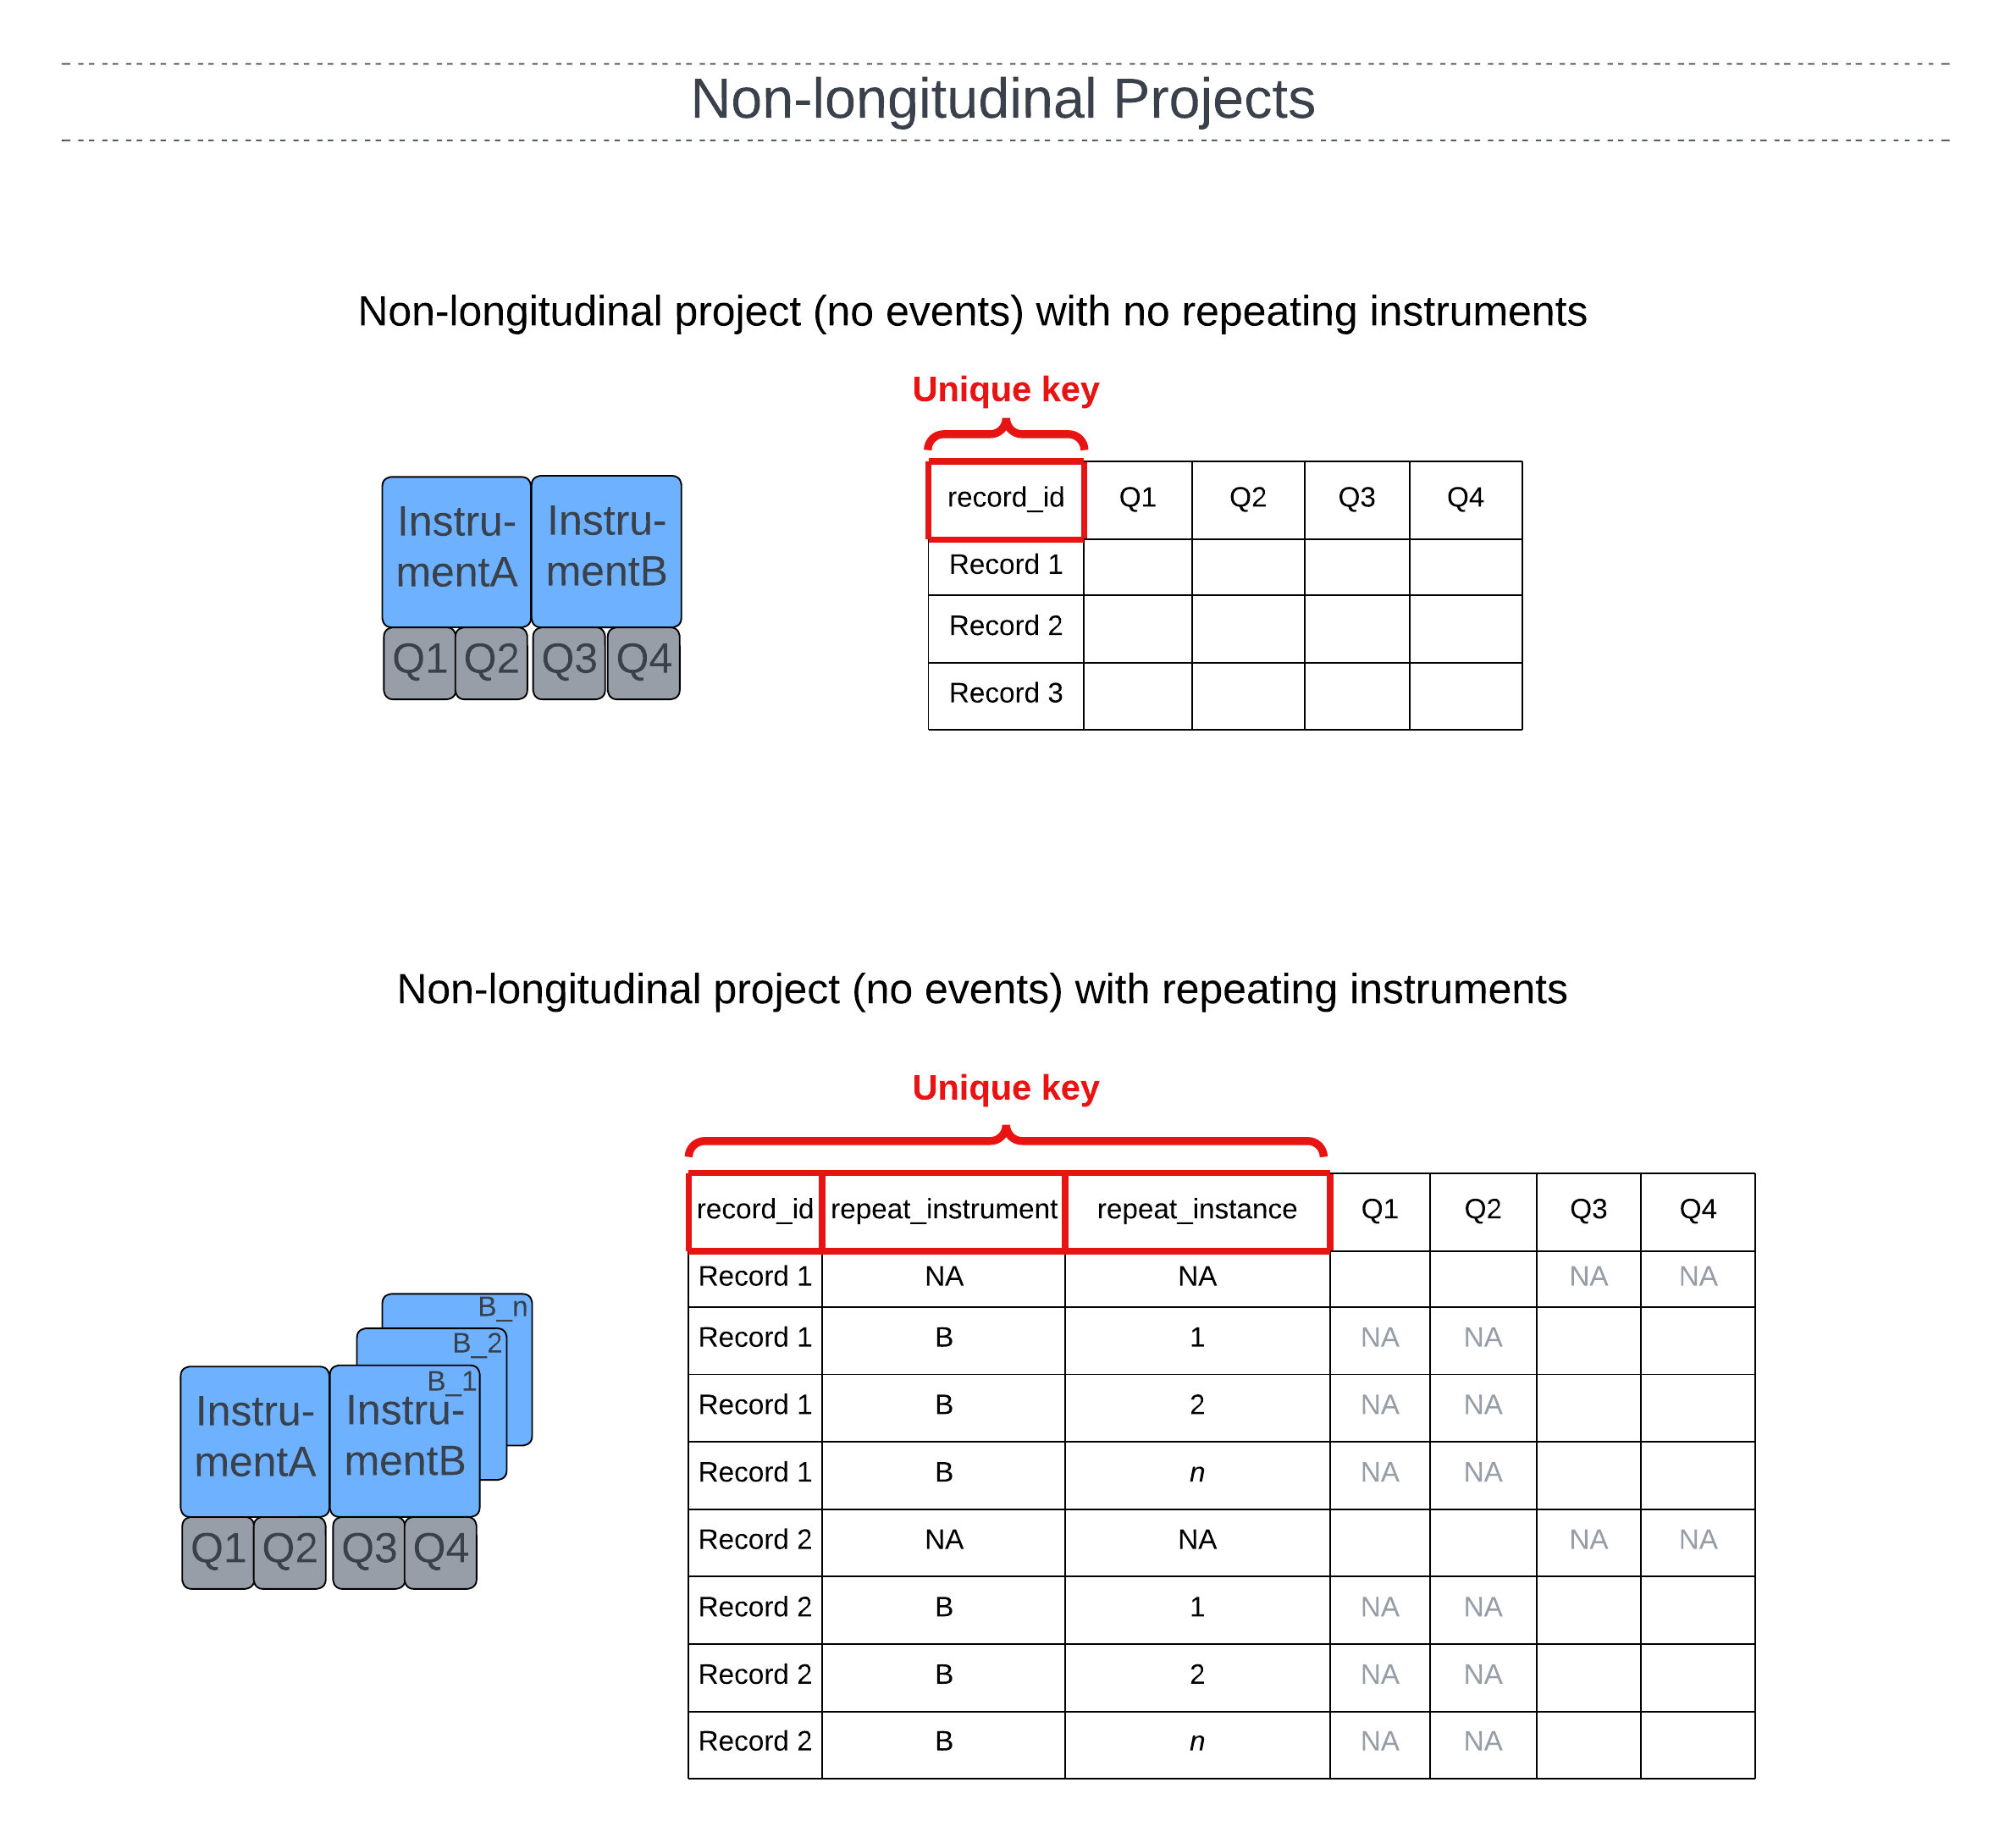 Non-longitudinal Projects
Non-longitudinal project (no events) with no repeating instruments
Unique key
Instru-
mentA
Instru-
mentB
Q1 Q2 Q3 Q4
record_id Q1 Q2 Q3 Q4
Record 1
Record 2
Record 3
Non-longitudinal project (no events) with repeating instruments
Unique key
B_n
B_2
B_1
Instru-
mentA
Instru-
mentB
Q1 Q2 Q3 Q4
record_id repeat_instrument repeat_instance Q1 Q2 Q3 Q4
Record 1 NA NA NA NA
Record 1 B 1 NA NA
Record 1 B 2 NA NA
Record 1 B n NA NA
Record 2 NA NA NA NA
Record 2 B 1 NA NA
Record 2 B 2 NA NA
Record 2 B n NA NA